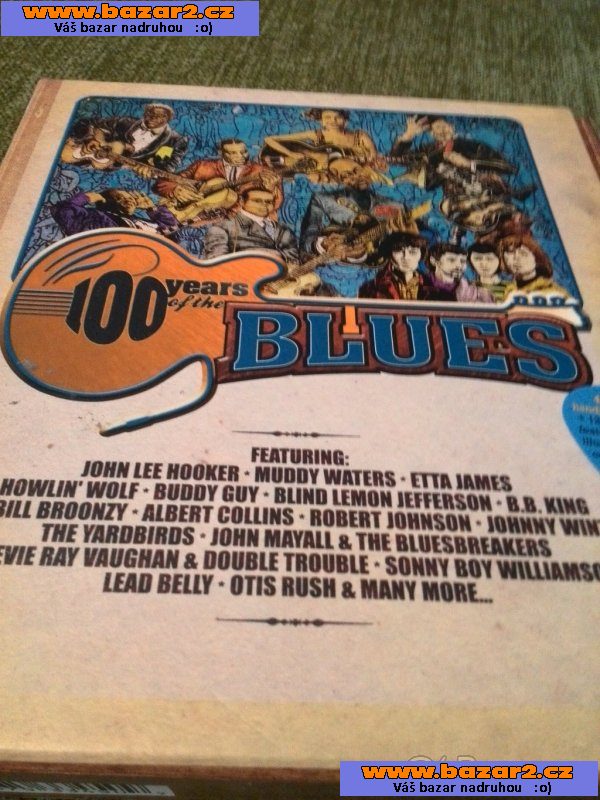 www.bazar2.cz
Váš bazar nadruhou :o)
100 years
of the
BLUES
FEATURING:
JOHN LEE HOOKER · MUDDY WATERS · ETTA JAMES
HOWLIN' WOLF · BUDDY GUY · BLIND LEMON JEFFERSON · B.B. KING
BILL BROONZY · ALBERT COLLINS · ROBERT JOHNSON · JOHNNY WINT
THE YARDBIRDS · JOHN MAYALL & THE BLUESBREAKERS
EVIE RAY VAUGHAN & DOUBLE TROUBLE · SONNY BOY WILLIAMSO
LEAD BELLY · OTIS RUSH & MANY MORE...
www.bazar2.cz
Váš bazar nadruhou :o)